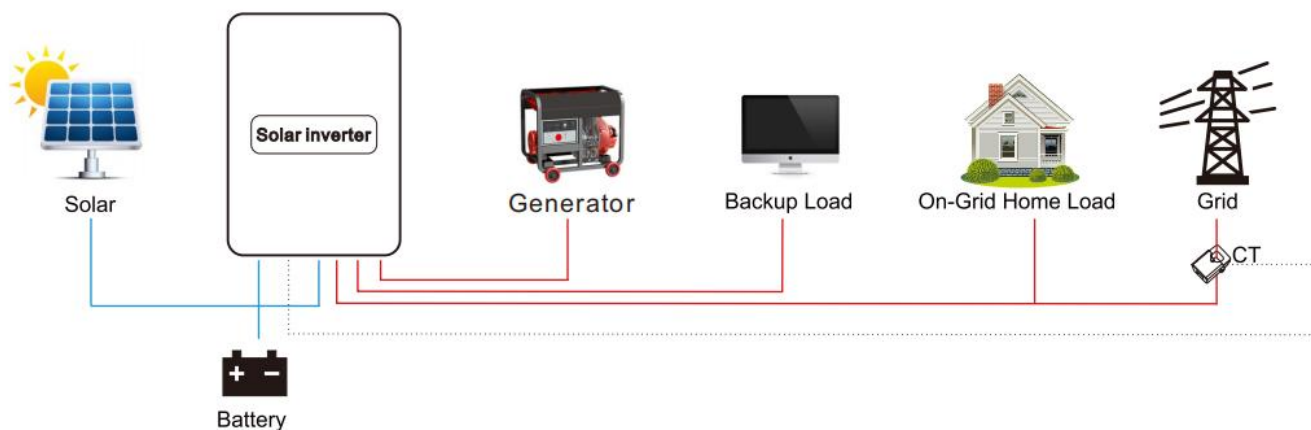 Solar inverter
Solar
Generator
Backup Load
On-Grid Home Load
Grid
CT
Battery